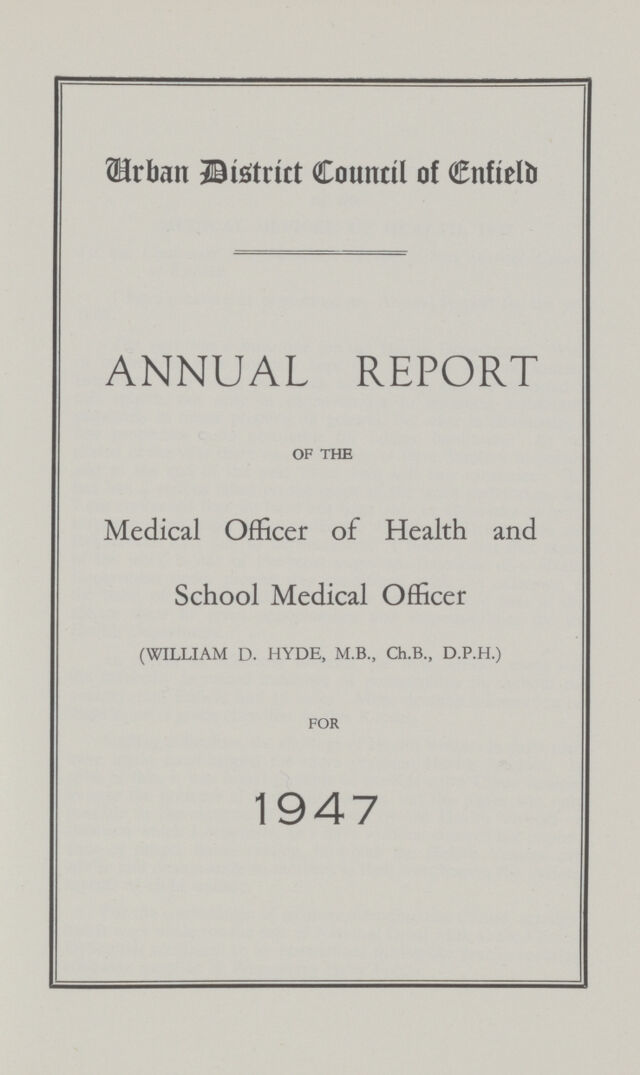 Urban District Council of Enfield
ANNUAL REPORT
OF THE
Medical Officer of Health and
School Medical Officer
(WILLIAM D. HYDE, M.B., Ch.B., D.P.H.)
FOR
1947